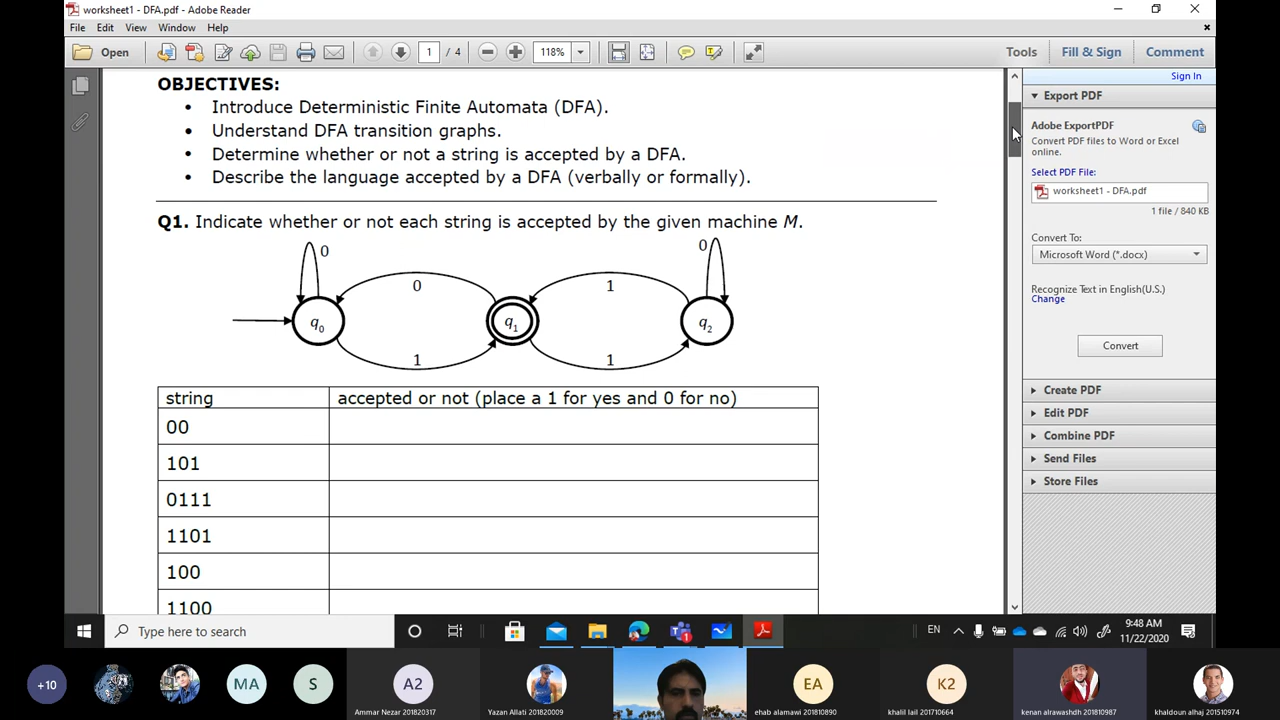 worksheet1 - DFA.pdf - Adobe Reader
File Edit View Window Help
Open 1 / 4 118% Tools Fill & Sign Comment
Sign In
OBJECTIVES:
• Introduce Deterministic Finite Automata (DFA).
• Understand DFA transition graphs.
• Determine whether or not a string is accepted by a DFA.
• Describe the language accepted by a DFA (verbally or formally).
Q1. Indicate whether or not each string is accepted by the given machine M.
0 0
0 1
q0 q1 q2
1 1
string accepted or not (place a 1 for yes and 0 for no)
00
101
0111
1101
100
1100
Export PDF
Adobe ExportPDF
Convert PDF files to Word or Excel
online.
Select PDF File:
worksheet1 - DFA.pdf
1 file / 840 KB
Convert To:
Microsoft Word (*.docx)
Recognize Text in English(U.S.)
Change
Convert
Create PDF
Edit PDF
Combine PDF
Send Files
Store Files
Type here to search
EN
9:48 AM
11/22/2020
+10 MA S A2 EA K2
Ammar Nezar 201820317 Yazan Allati 201820009 ehab alamawi 201810890 khalil lail 201710664 kenan alrawashdh 201810987 khaldoun alhaj 201510974